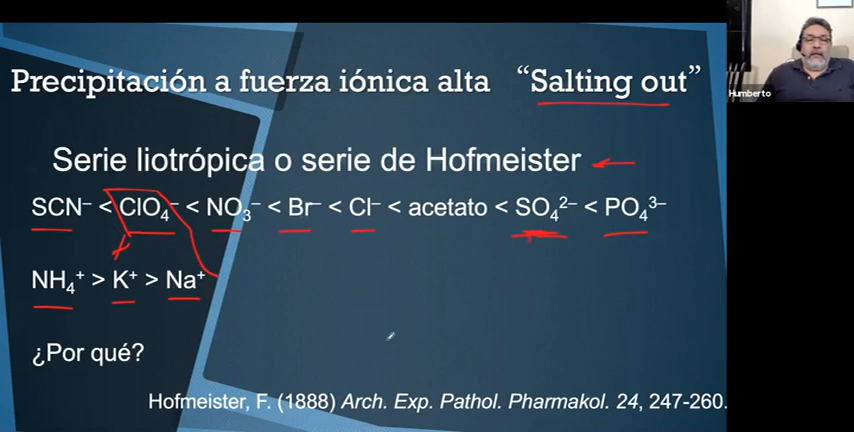 Precipitación a fuerza iónica alta “Salting out”
Humberto
Serie liotrópica o serie de Hofmeister
SCN⁻ < ClO₄⁻ < NO₃⁻ < Br⁻ < Cl⁻ < acetato < SO₄²⁻ < PO₄³⁻
NH₄⁺ > K⁺ > Na⁺
¿Por qué?
Hofmeister, F. (1888) Arch. Exp. Pathol. Pharmakol. 24, 247-260.